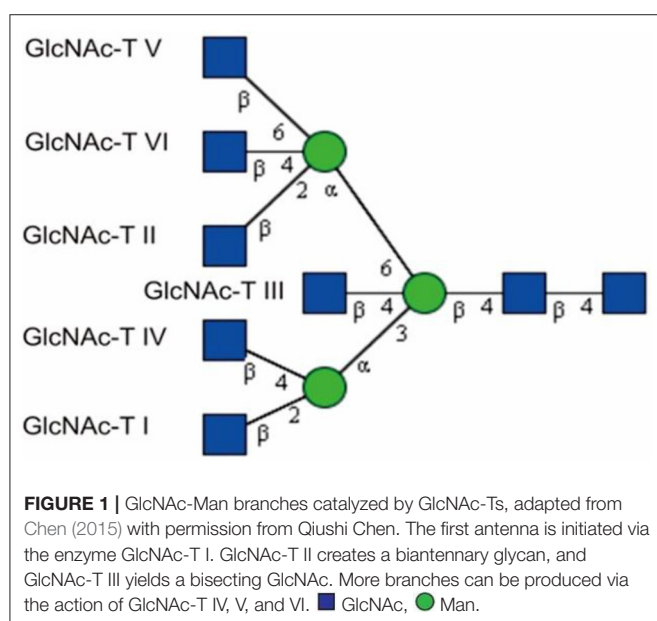 GlcNAc-T V
β
6
GlcNAc-T VI
β 4
2 α
GlcNAc-T II
β
6
GlcNAc-T III
β 4 β 4 β 4
3
GlcNAc-T IV
β 4 α
2
GlcNAc-T I
β
FIGURE 1 | GlcNAc-Man branches catalyzed by GlcNAc-Ts, adapted from
Chen (2015) with permission from Qiushi Chen. The first antenna is initiated via
the enzyme GlcNAc-T I. GlcNAc-T II creates a biantennary glycan, and
GlcNAc-T III yields a bisecting GlcNAc. More branches can be produced via
the action of GlcNAc-T IV, V, and VI. GlcNAc, Man.